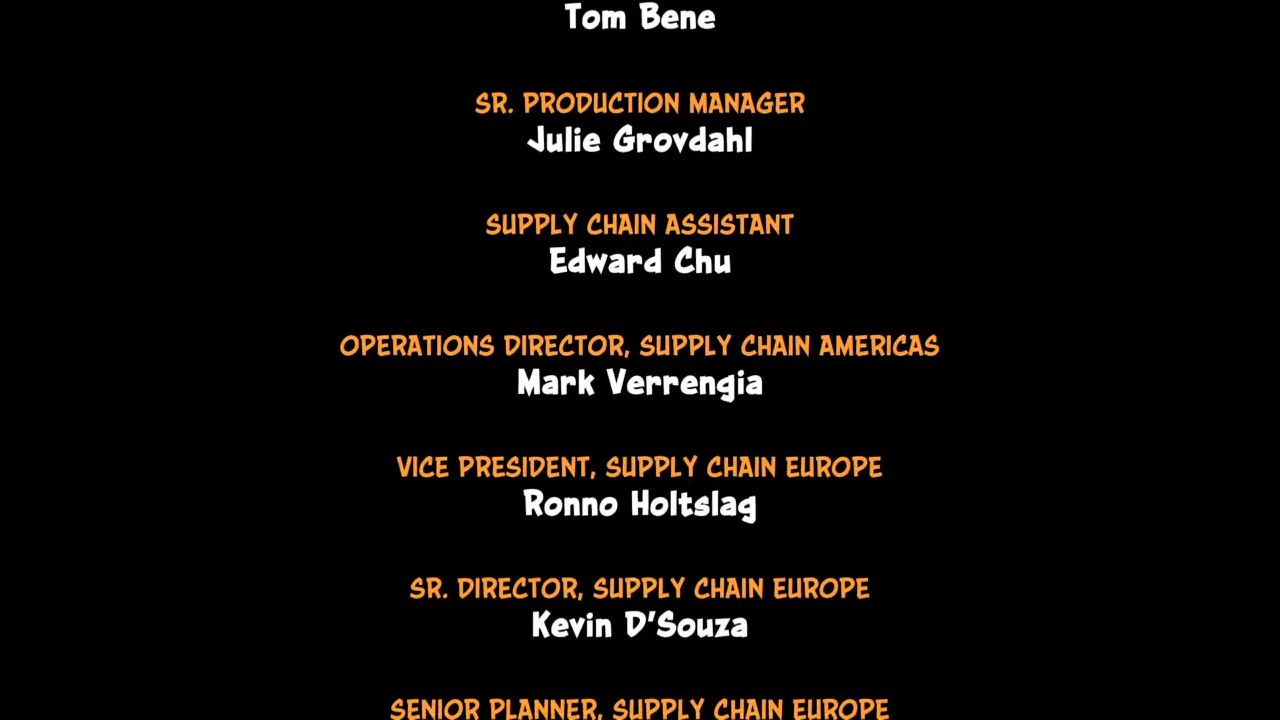 Tom Bene
SR. PRODUCTION MANAGER
Julie Grovdahl
SUPPLY CHAIN ASSISTANT
Edward Chu
OPERATIONS DIRECTOR, SUPPLY CHAIN AMERICAS
Mark Verrengia
VICE PRESIDENT, SUPPLY CHAIN EUROPE
Ronno Holtslag
SR. DIRECTOR, SUPPLY CHAIN EUROPE
Kevin D'Souza
SENIOR PLANNER, SUPPLY CHAIN EUROPE